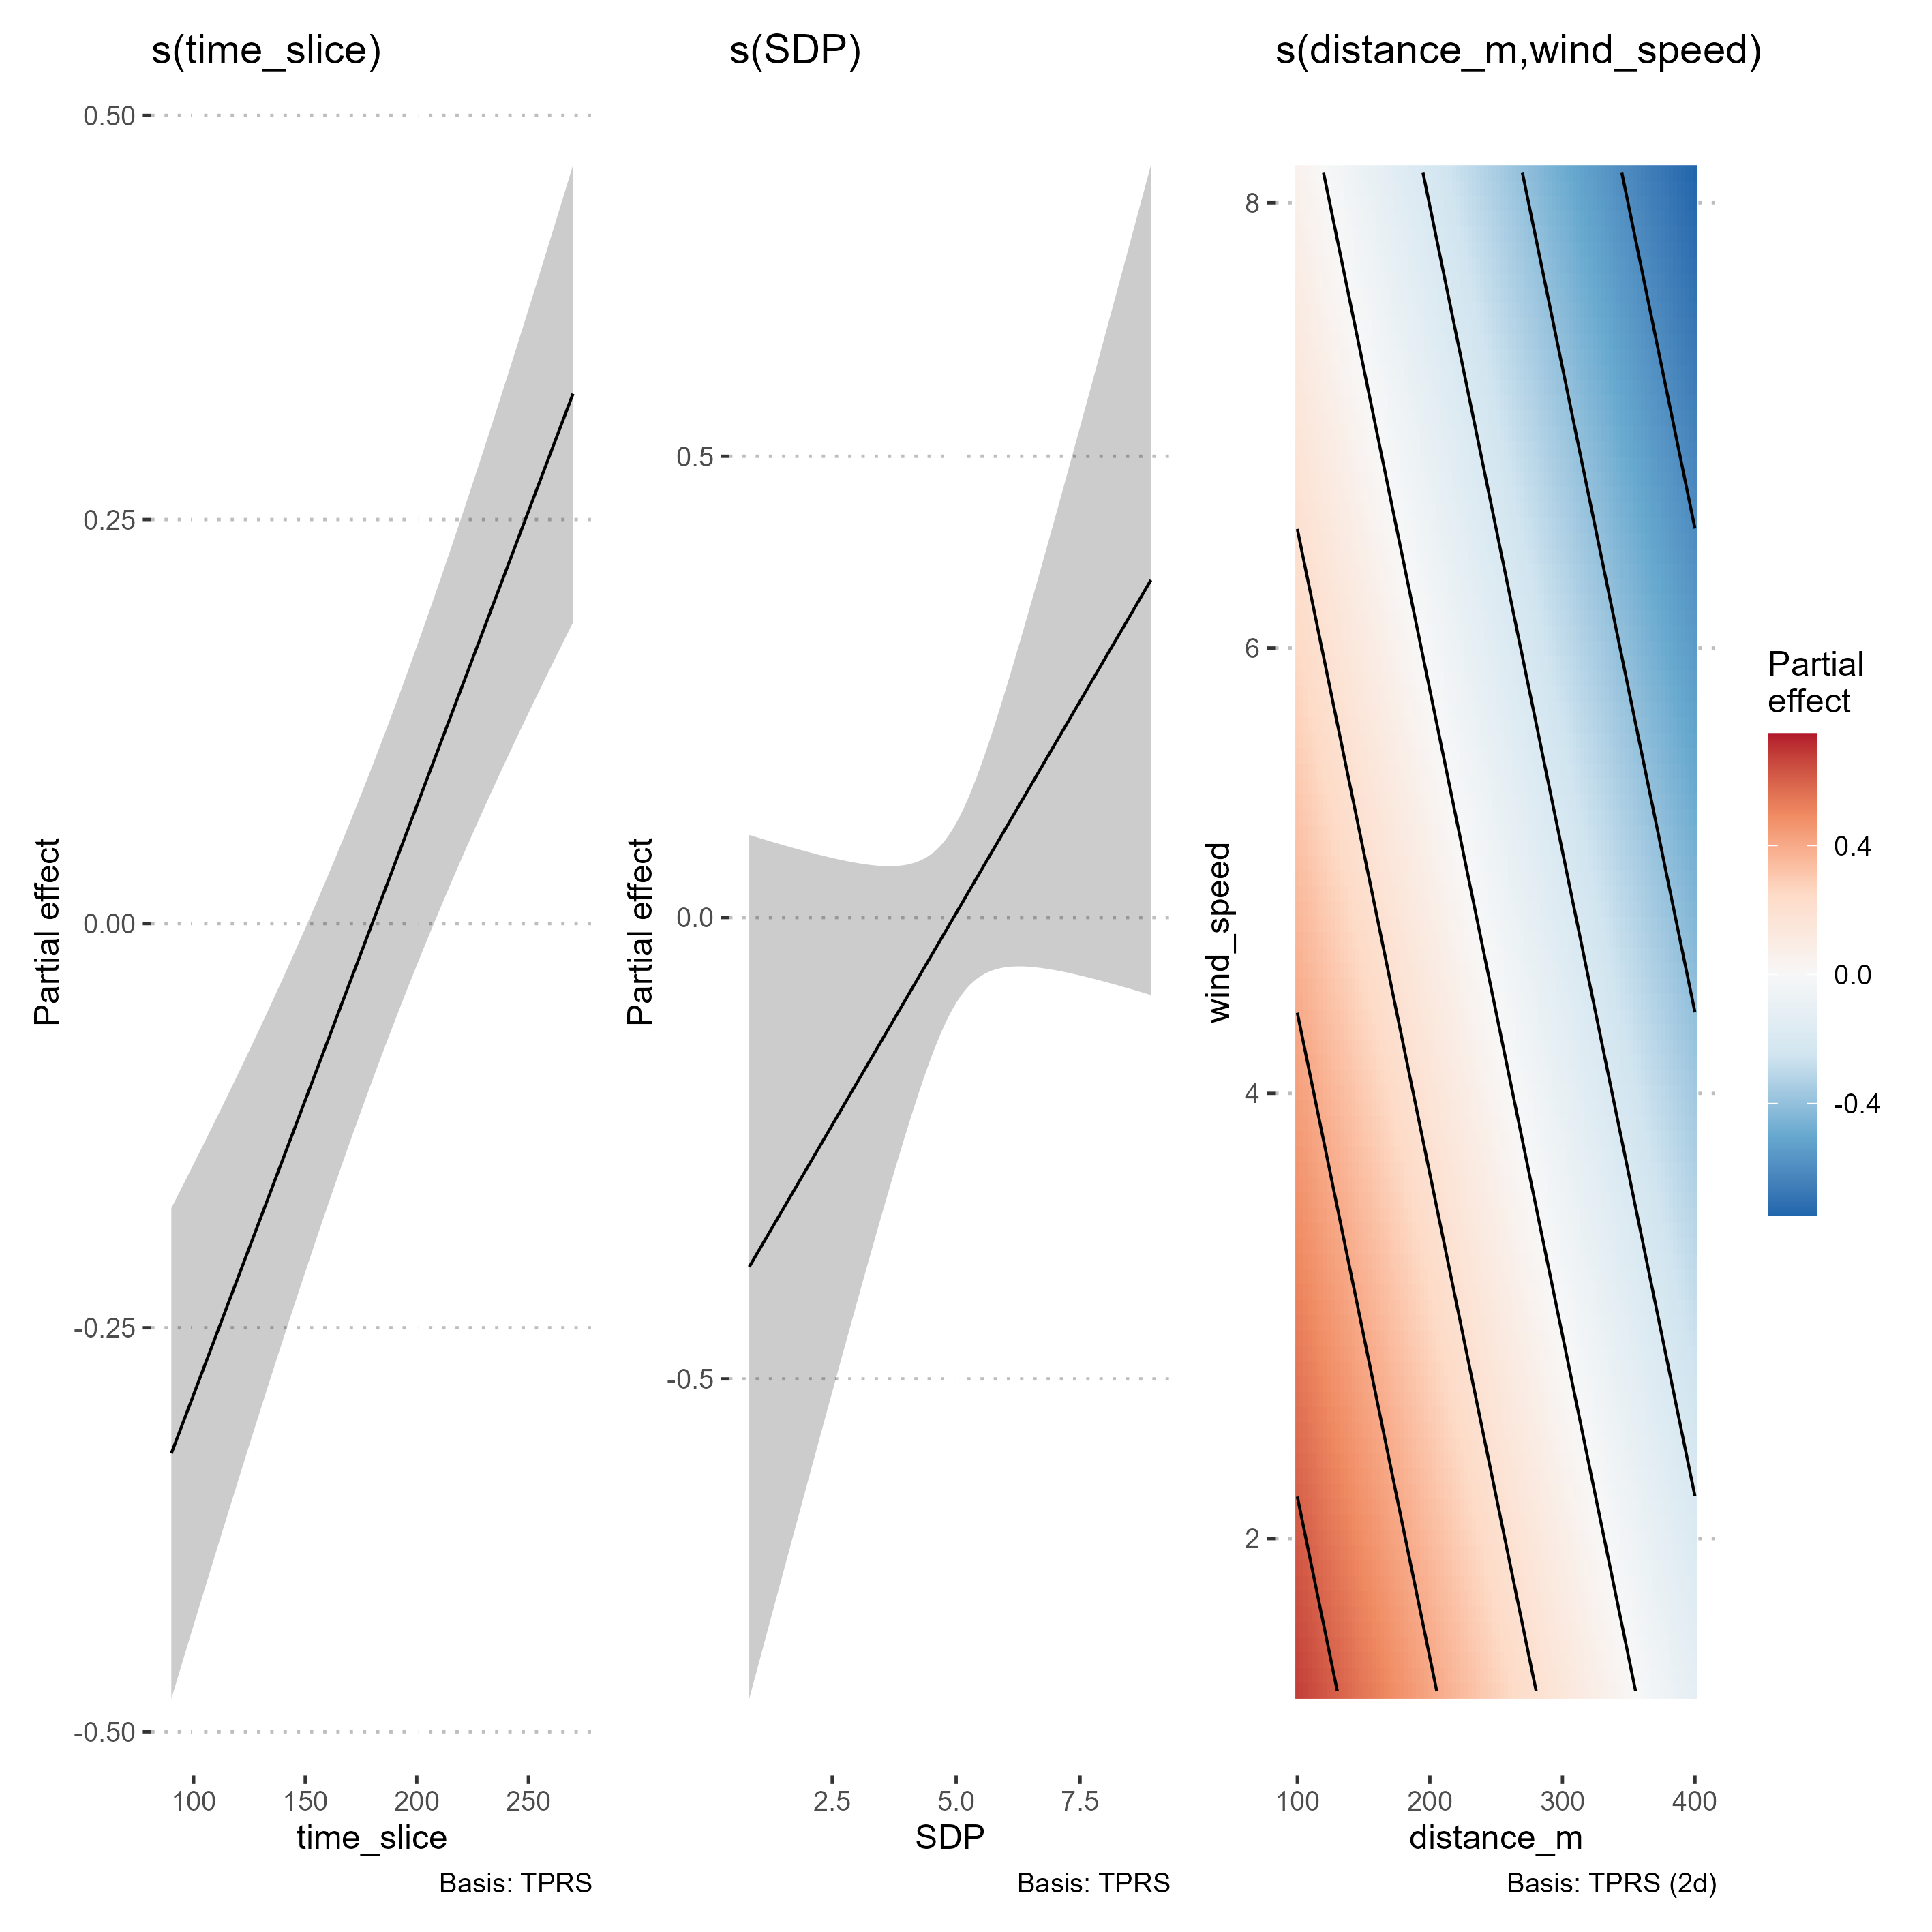 s(time_slice)
s(SDP)
s(distance_m,wind_speed)
Partial effect
0.50
0.25
0.00
-0.25
-0.50
100
150
200
250
time_slice
Basis: TPRS
Partial effect
0.5
0.0
-0.5
2.5
5.0
7.5
SDP
Basis: TPRS
wind_speed
8
6
4
2
100
200
300
400
distance_m
Basis: TPRS (2d)
Partial
effect
0.4
0.0
-0.4